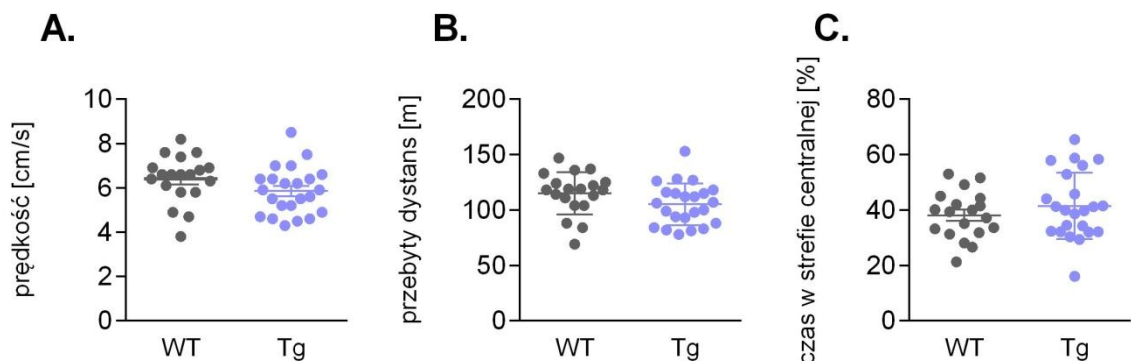 A.
prędkość [cm/s]
10
8
6
4
2
0
WT Tg
B.
przebyty dystans [m]
200
150
100
50
0
WT Tg
C.
czas w strefie centralnej [%]
80
60
40
20
0
WT Tg